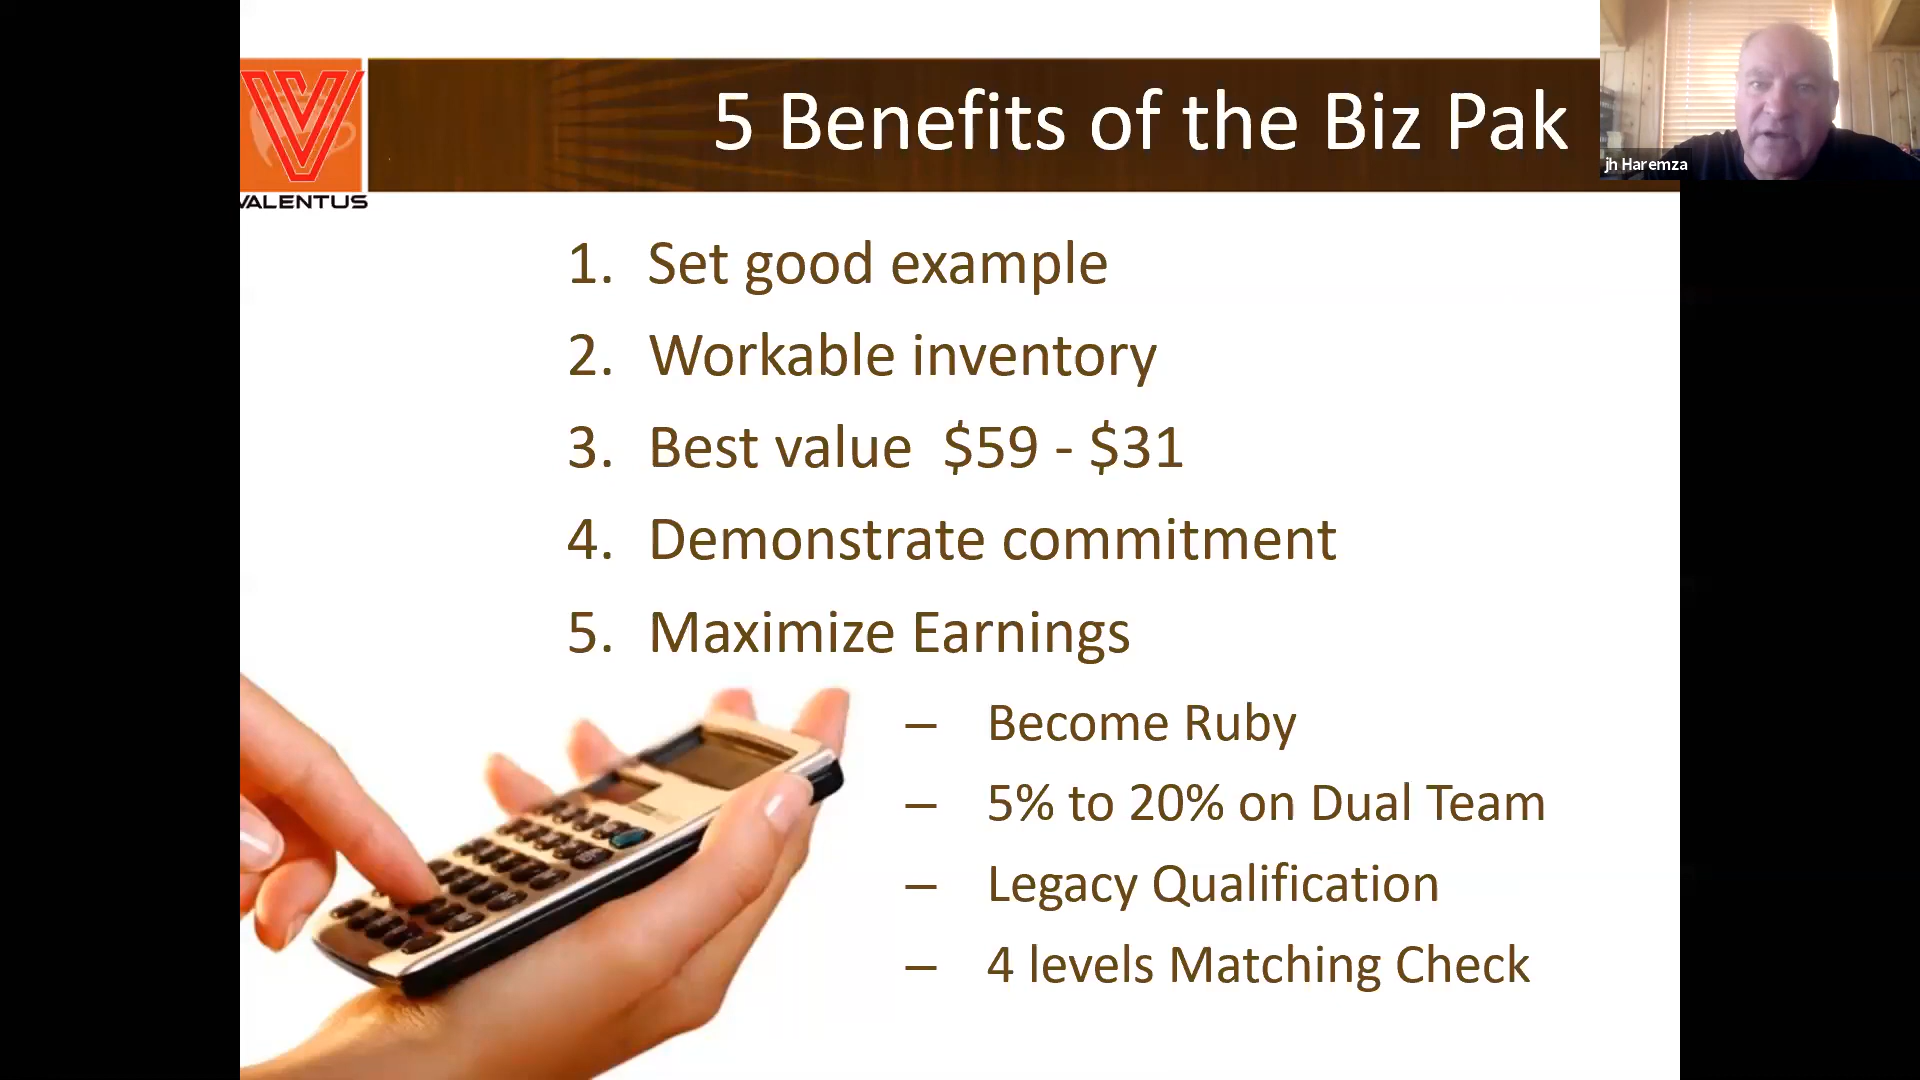 5 Benefits of the Biz Pak
jh Haremza
VALENTUS
1. Set good example
2. Workable inventory
3. Best value $59 - $31
4. Demonstrate commitment
5. Maximize Earnings
– Become Ruby
– 5% to 20% on Dual Team
– Legacy Qualification
– 4 levels Matching Check